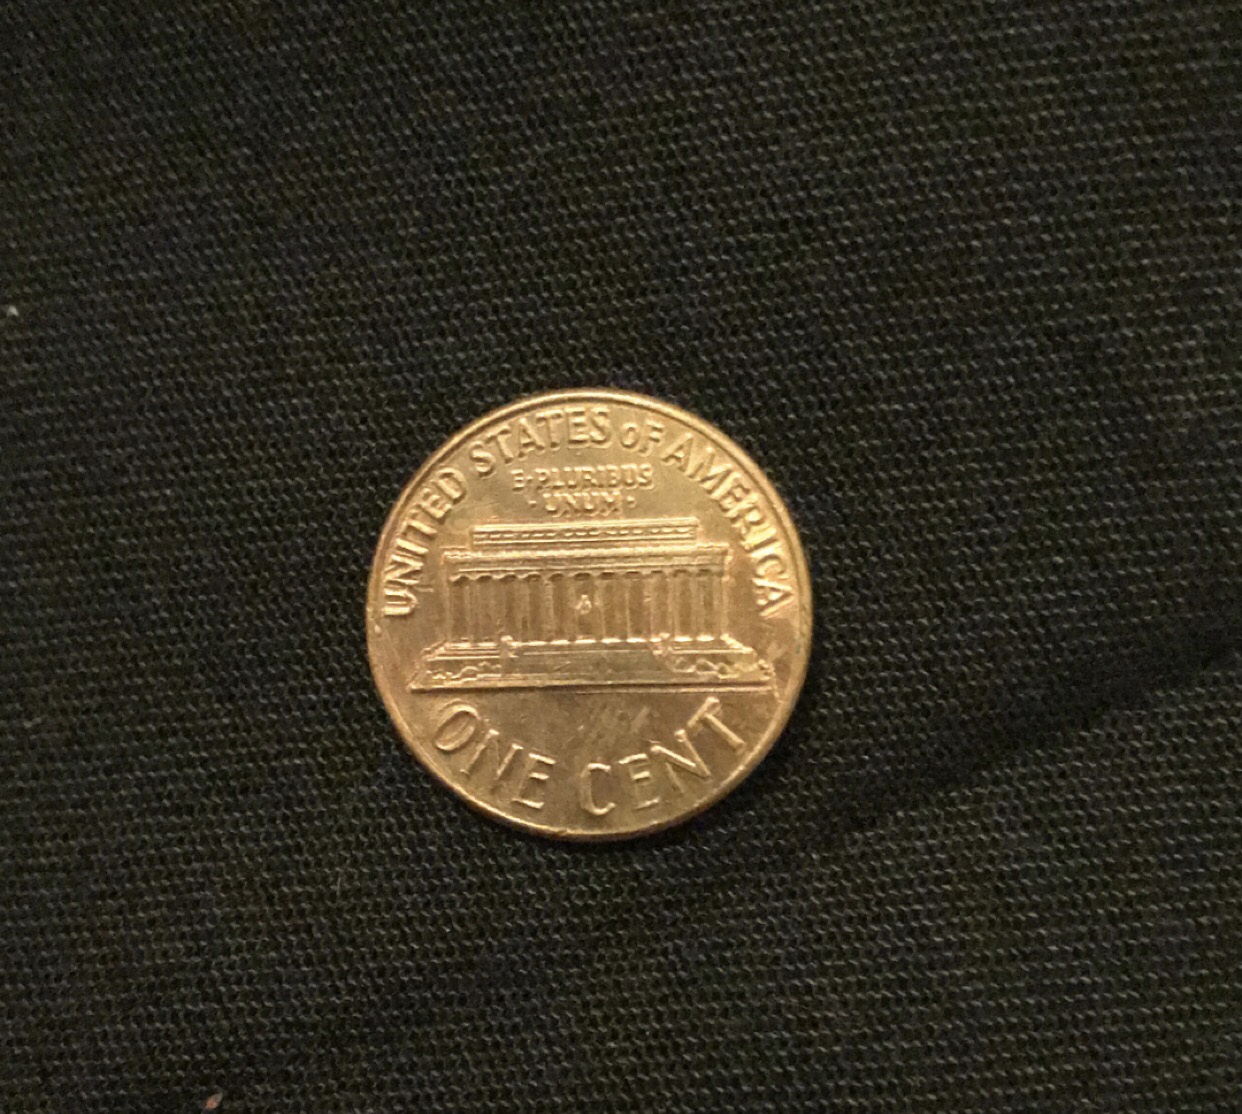 UNITED STATES OF AMERICA
E·PLURIBUS
·UNUM·
ONE CENT